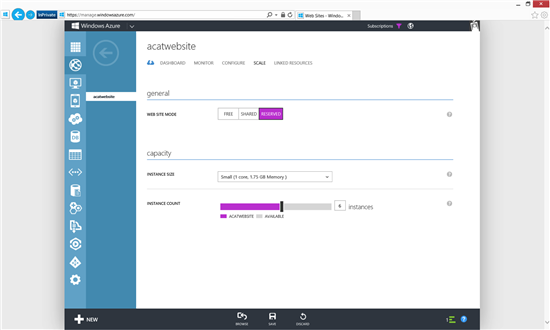 InPrivate https://manage.windowsazure.com/ Web Sites - Window...
Windows Azure Subscriptions
acatwebsite
DASHBOARD MONITOR CONFIGURE SCALE LINKED RESOURCES
acatwebsite
general
WEB SITE MODE FREE SHARED RESERVED
capacity
INSTANCE SIZE Small (1 core, 1.75 GB Memory )
INSTANCE COUNT 6 instances
ACATWEBSITE AVAILABLE
NEW BROWSE SAVE DISCARD 1